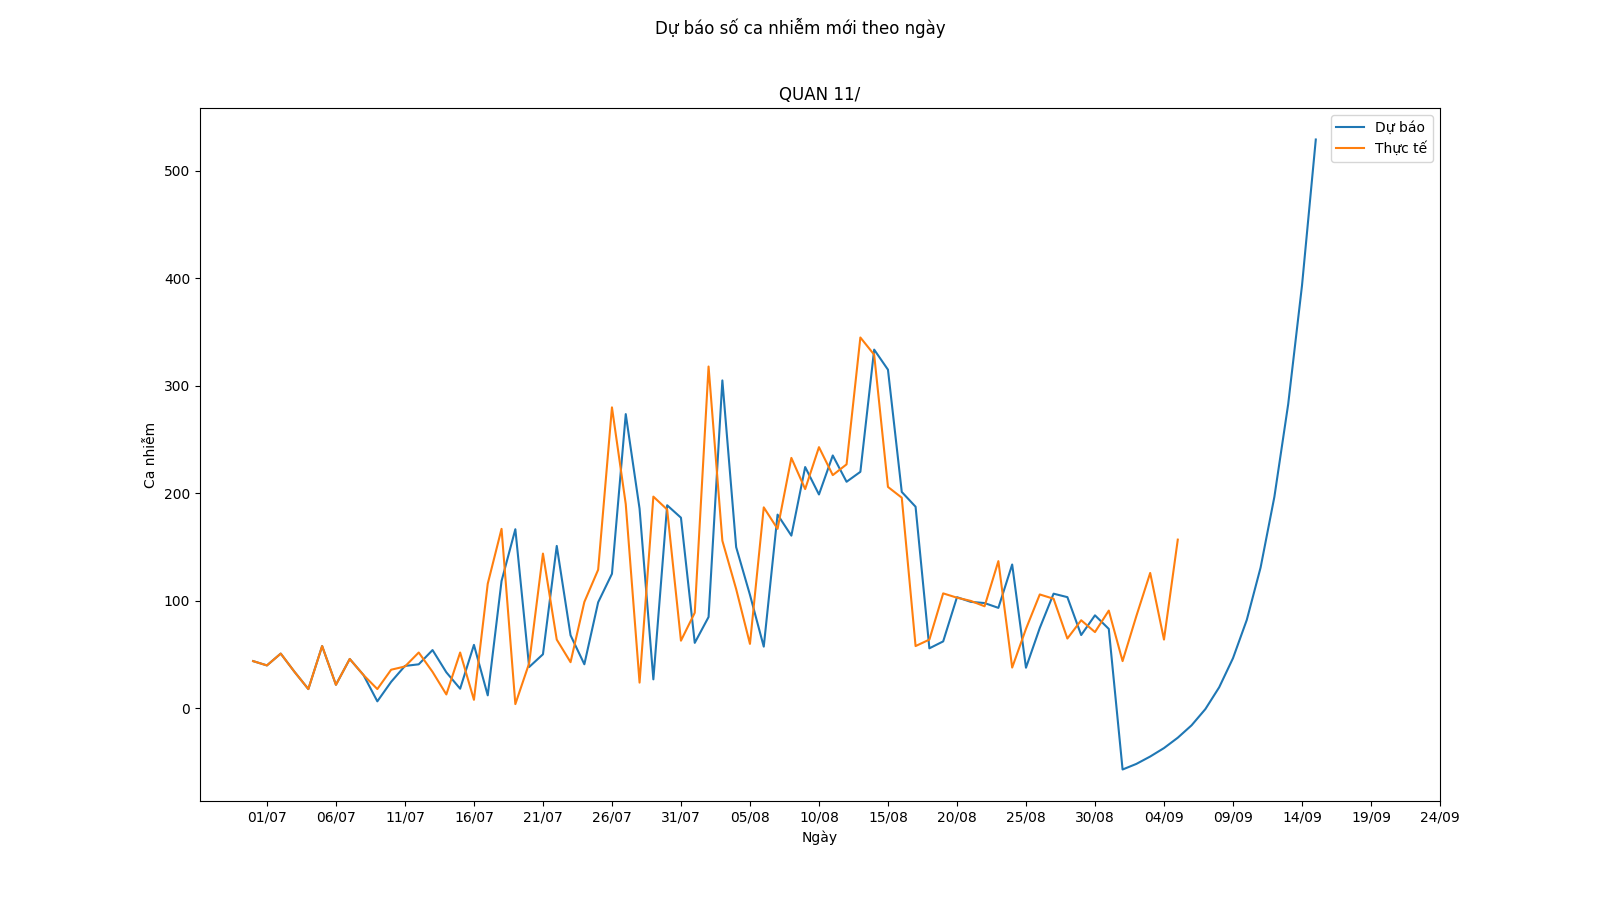 Dự báo số ca nhiễm mới theo ngày
QUAN 11/
Dự báo
Thực tế
500
400
300
200
100
0
Ca nhiễm
01/07 06/07 11/07 16/07 21/07 26/07 31/07 05/08 10/08 15/08 20/08 25/08 30/08 04/09 09/09 14/09 19/09 24/09
Ngày